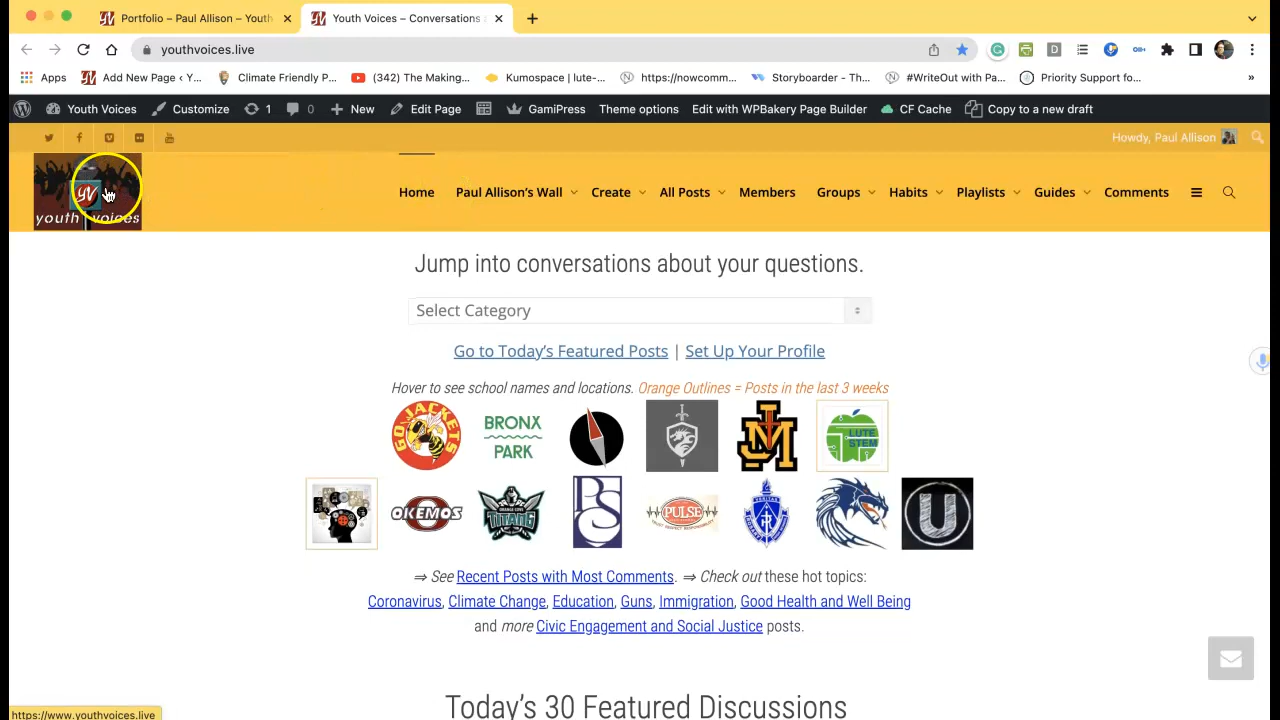 Portfolio – Paul Allison – Youth
Youth Voices – Conversations a
youthvoices.live
Apps
Add New Page ‹ Y...
Climate Friendly P...
(342) The Making...
Kumospace | lute-...
https://nowcomm...
Storyboarder - Th...
#WriteOut with Pa...
Priority Support fo...
»
Youth Voices
Customize
1
0
New
Edit Page
GamiPress
Theme options
Edit with WPBakery Page Builder
CF Cache
Copy to a new draft
Howdy, Paul Allison
YV
youth voices
Home
Paul Allison's Wall
Create
All Posts
Members
Groups
Habits
Playlists
Guides
Comments
Jump into conversations about your questions.
Select Category
Go to Today's Featured Posts | Set Up Your Profile
Hover to see school names and locations. Orange Outlines = Posts in the last 3 weeks
GO JACKETS
BRONX
PARK
JM
LUTE
STEM
OKEMOS
TITANS
PSC
PULSE
U
⇒ See Recent Posts with Most Comments. ⇒ Check out these hot topics:
Coronavirus, Climate Change, Education, Guns, Immigration, Good Health and Well Being
and more Civic Engagement and Social Justice posts.
Today's 30 Featured Discussions
https://www.youthvoices.live